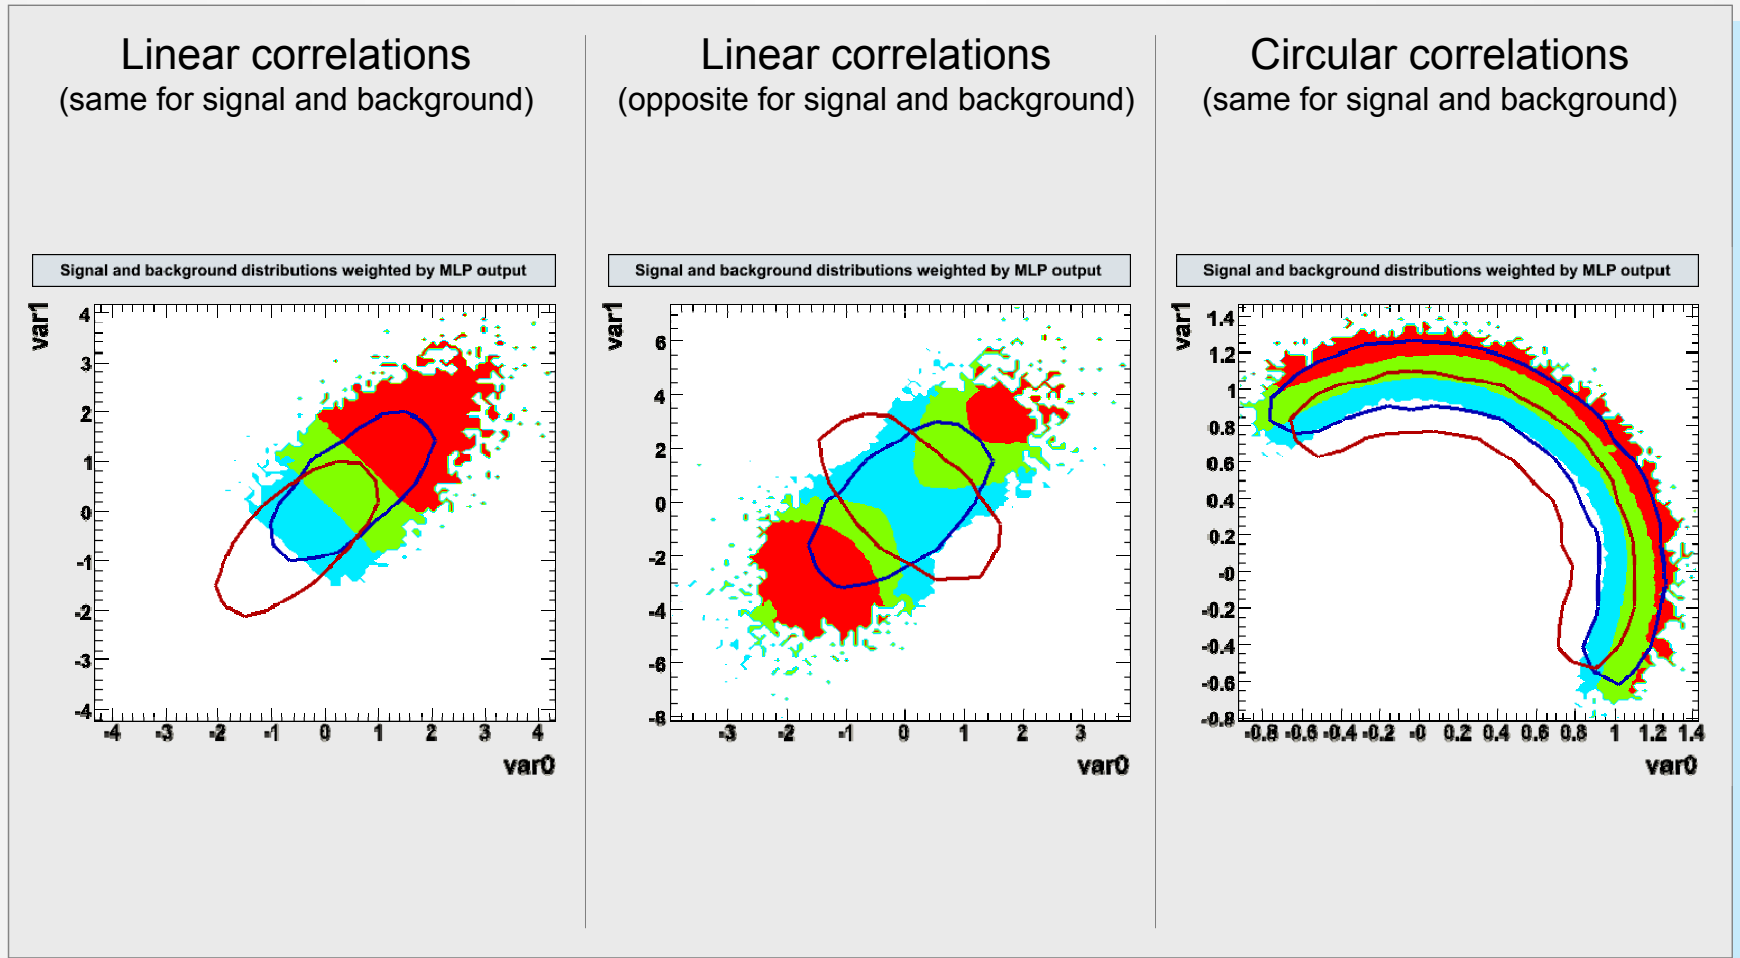 Linear correlations
(same for signal and background)
Signal and background distributions weighted by MLP output
var1
4
3
2
1
0
-1
-2
-3
-4
-4 -3 -2 -1 0 1 2 3 4
var0
Linear correlations
(opposite for signal and background)
Signal and background distributions weighted by MLP output
var1
6
4
2
0
-2
-4
-6
-8
-3 -2 -1 0 1 2 3
var0
Circular correlations
(same for signal and background)
Signal and background distributions weighted by MLP output
var1
1.4
1.2
1
0.8
0.6
0.4
0.2
-0
-0.2
-0.4
-0.6
-0.8
-0.8 -0.6 -0.4 -0.2 -0 0.2 0.4 0.6 0.8 1 1.2 1.4
var0